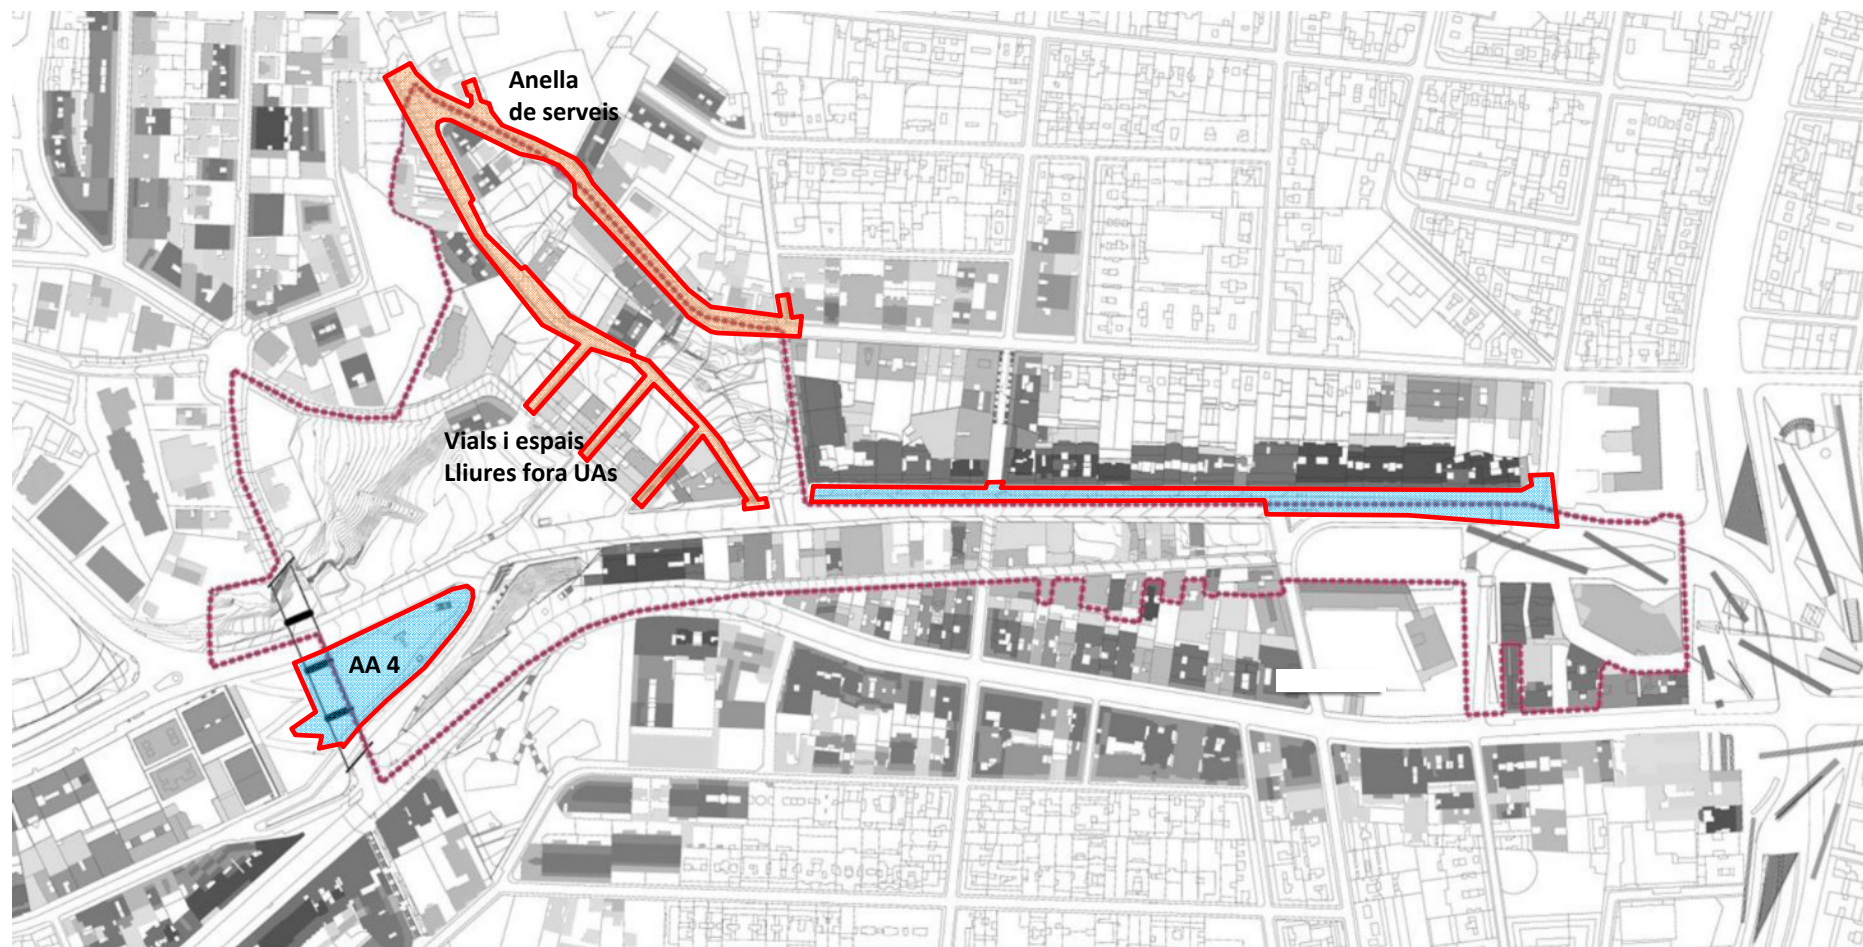 Anella
de serveis
Vials i espais
Lliures fora UAs
AA 4